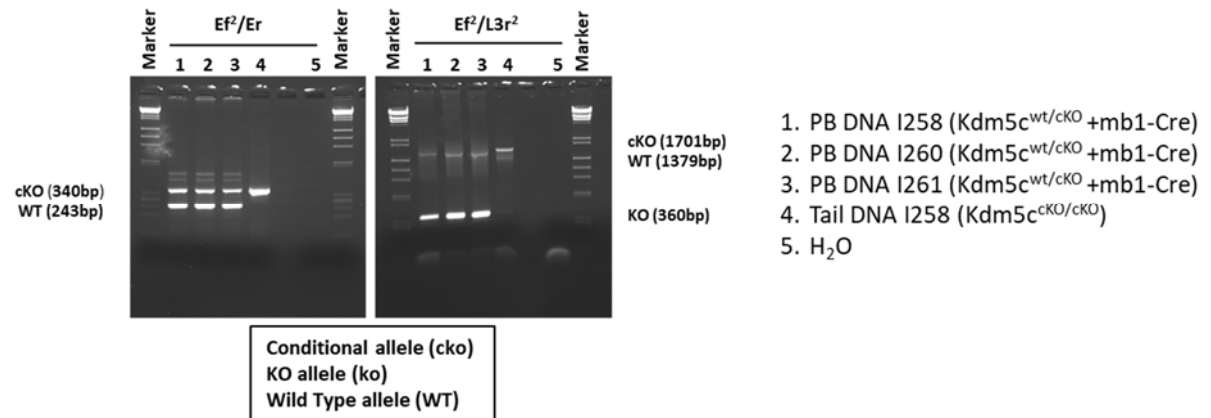 Ef²/Er
Ef²/L3r²
Marker
1 2 3 4 5
Marker
Marker
1 2 3 4 5
Marker
cKO (340bp)
WT (243bp)
cKO (1701bp)
WT (1379bp)
KO (360bp)
1. PB DNA I258 (Kdm5c^wt/cKO +mb1-Cre)
2. PB DNA I260 (Kdm5c^wt/cKO +mb1-Cre)
3. PB DNA I261 (Kdm5c^wt/cKO +mb1-Cre)
4. Tail DNA I258 (Kdm5c^cKO/cKO)
5. H₂O
Conditional allele (cko)
KO allele (ko)
Wild Type allele (WT)